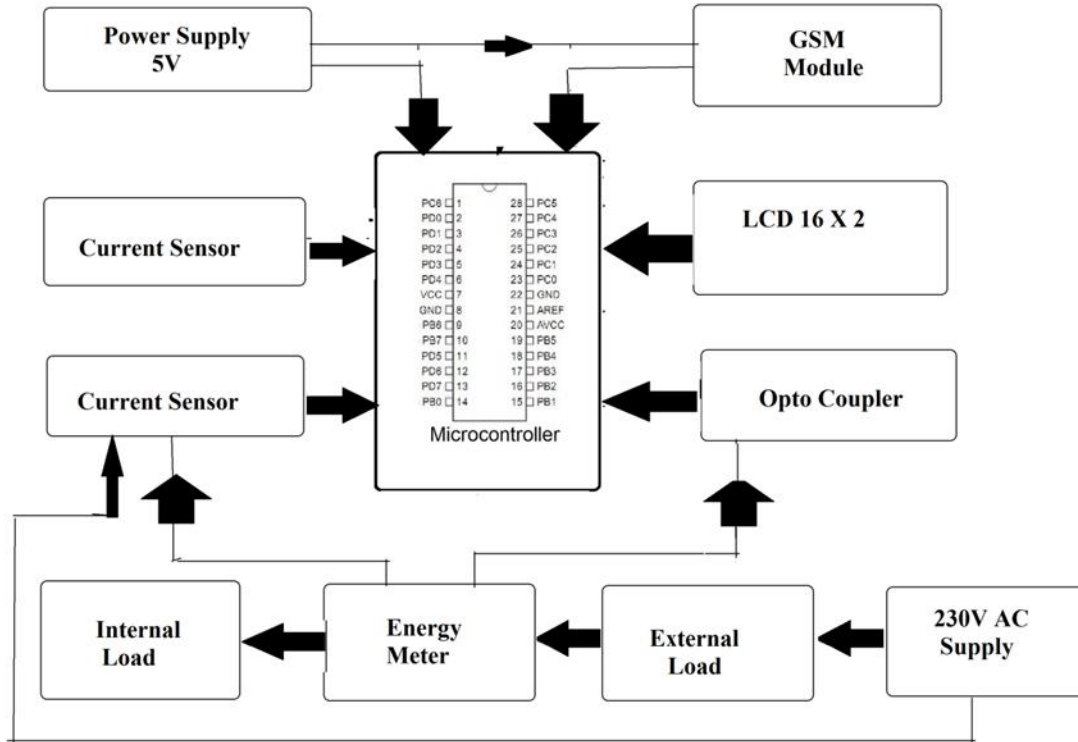 Power Supply
5V
GSM
Module
Current Sensor
LCD 16 X 2
PC6 1 28 PC5
PD0 2 27 PC4
PD1 3 26 PC3
PD2 4 25 PC2
PD3 5 24 PC1
PD4 6 23 PC0
VCC 7 22 GND
GND 8 21 AREF
PB6 9 20 AVCC
PB7 10 19 PB5
PD5 11 18 PB4
PD6 12 17 PB3
PD7 13 16 PB2
PB0 14 15 PB1
Microcontroller
Current Sensor
Opto Coupler
Internal
Load
Energy
Meter
External
Load
230V AC
Supply